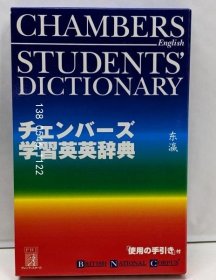 CHAMBERS
English
STUDENTS'
DICTIONARY
チェンバーズ
学習英英辞典
东瀛
「使用の手引き」付
BRITISH NATIONAL CORPUS